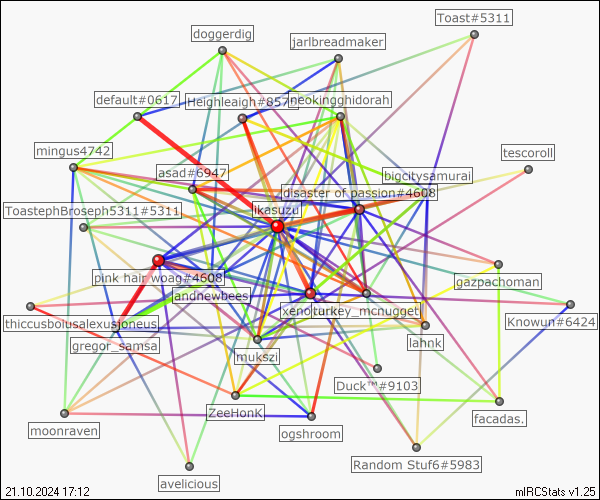 Toast#5311
doggerdig
jarlbreadmaker
default#0617
Heighleaigh#857
neokingghidorah
mingus4742
tescoroll
asad#6947
bigcitysamurai
disaster of passion#4608
ToastephBroseph5311#5311
ikasuzu
pink hair woag#4608
gazpachoman
andnewbees
xenoturkey_mcnugget
thiccusbolusalexusjoneus
Knowun#6424
gregor_samsa
lahnk
mukszi
Duck™#9103
ZeeHonK
facadas.
moonraven
ogshroom
Random Stuf6#5983
avelicious
21.10.2024 17:12
mIRCStats v1.25